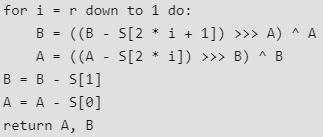 for i = r down to 1 do:
    B = ((B - S[2 * i + 1]) >>> A) ^ A
    A = ((A - S[2 * i]) >>> B) ^ B
B = B - S[1]
A = A - S[0]
return A, B